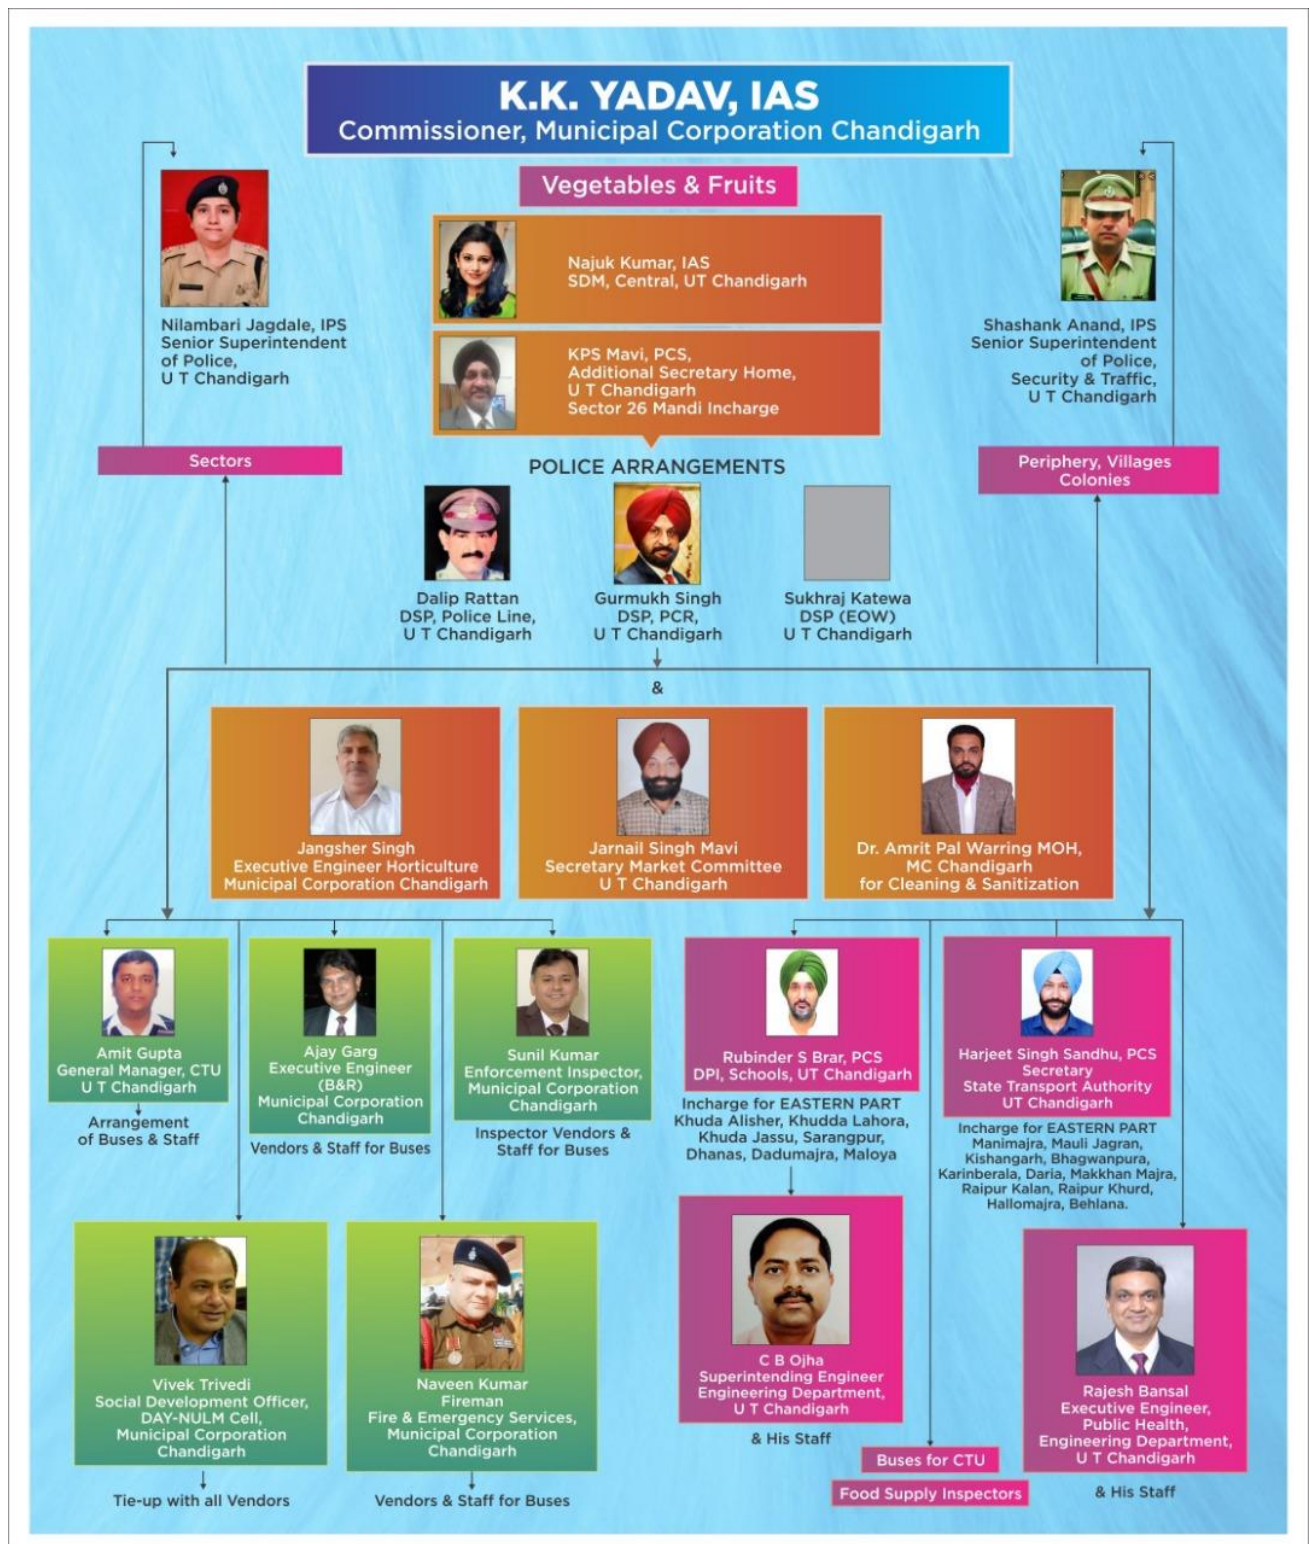 K.K. YADAV, IAS
Commissioner, Municipal Corporation Chandigarh
Vegetables & Fruits
Najuk Kumar, IAS
SDM, Central, UT Chandigarh
KPS Mavi, PCS,
Additional Secretary Home,
U T Chandigarh
Sector 26 Mandi Incharge
Nilambari Jagdale, IPS
Senior Superintendent
of Police,
U T Chandigarh
Shashank Anand, IPS
Senior Superintendent
of Police,
Security & Traffic,
U T Chandigarh
Sectors
Periphery, Villages
Colonies
POLICE ARRANGEMENTS
Dalip Rattan
DSP, Police Line,
U T Chandigarh
Gurmukh Singh
DSP, PCR,
U T Chandigarh
Sukhraj Katewa
DSP (EOW)
U T Chandigarh
&
Jangsher Singh
Executive Engineer Horticulture
Municipal Corporation Chandigarh
Jarnail Singh Mavi
Secretary Market Committee
U T Chandigarh
Dr. Amrit Pal Warring MOH,
MC Chandigarh
for Cleaning & Sanitization
Amit Gupta
General Manager, CTU
U T Chandigarh
Arrangement
of Buses & Staff
Ajay Garg
Executive Engineer
(B&R)
Municipal Corporation
Chandigarh
Vendors & Staff for Buses
Sunil Kumar
Enforcement Inspector,
Municipal Corporation
Chandigarh
Inspector Vendors &
Staff for Buses
Rubinder S Brar, PCS
DPI, Schools, UT Chandigarh
Incharge for EASTERN PART
Khuda Alisher, Khudda Lahora,
Khuda Jassu, Sarangpur,
Dhanas, Dadumajra, Maloya
Harjeet Singh Sandhu, PCS
Secretary
State Transport Authority
UT Chandigarh
Incharge for EASTERN PART
Manimajra, Mauli Jagran,
Kishangarh, Bhagwanpura,
Karinberala, Daria, Makkhan Majra,
Raipur Kalan, Raipur Khurd,
Hallomajra, Behlana.
Vivek Trivedi
Social Development Officer,
DAY-NULM Cell,
Municipal Corporation
Chandigarh
Tie-up with all Vendors
Naveen Kumar
Fireman
Fire & Emergency Services,
Municipal Corporation
Chandigarh
Vendors & Staff for Buses
C B Ojha
Superintending Engineer
Engineering Department,
U T Chandigarh
& His Staff
Buses for CTU
Food Supply Inspectors
Rajesh Bansal
Executive Engineer,
Public Health,
Engineering Department,
U T Chandigarh
& His Staff